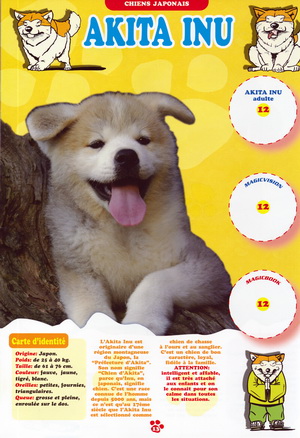 CHIENS JAPONAIS
AKITA INU
AKITA INU
adulte
12
MAGICVISION
12
MAGICBOOK
12
Carte d'identité
Origine: Japon.
Poids: de 35 à 40 kg.
Taille: de 61 à 76 cm.
Couleur: fauve, jaune,
tigré, blanc.
Oreilles: petites, fournies,
triangulaires.
Queue: grosse et pleine,
enroulée sur le dos.
L'Akita Inu est
originaire d'une
région montagneuse
du Japon, la
"Préfecture d'Akita".
Son nom signifie
"Chien d'Akita",
parce qu'Inu, en
japonais, signifie
chien. C'est une race
connue de l'homme
depuis 5000 ans, mais
ce n'est qu'au 17ème
siècle que l'Akita Inu
est sélectionné comme
chien de chasse
à l'ours et au sanglier.
C'est un chien de bon
caractère, loyal,
fidèle à la famille.
ATTENTION:
intelligent et affable,
il est très attaché
aux enfants et on
le connaît pour son
calme dans toutes
les situations.